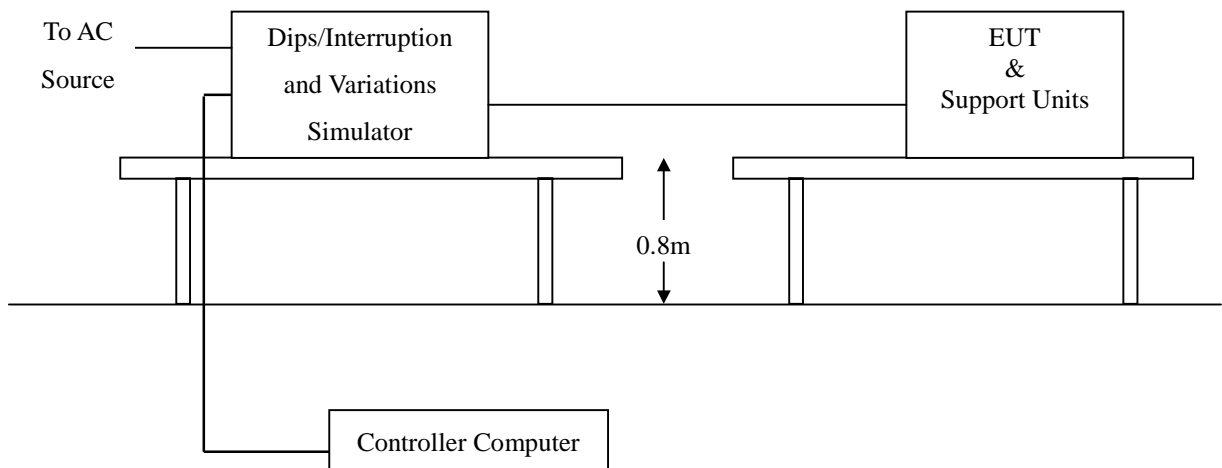 To AC
Source
Dips/Interruption
and Variations
Simulator
EUT
&
Support Units
0.8m
Controller Computer